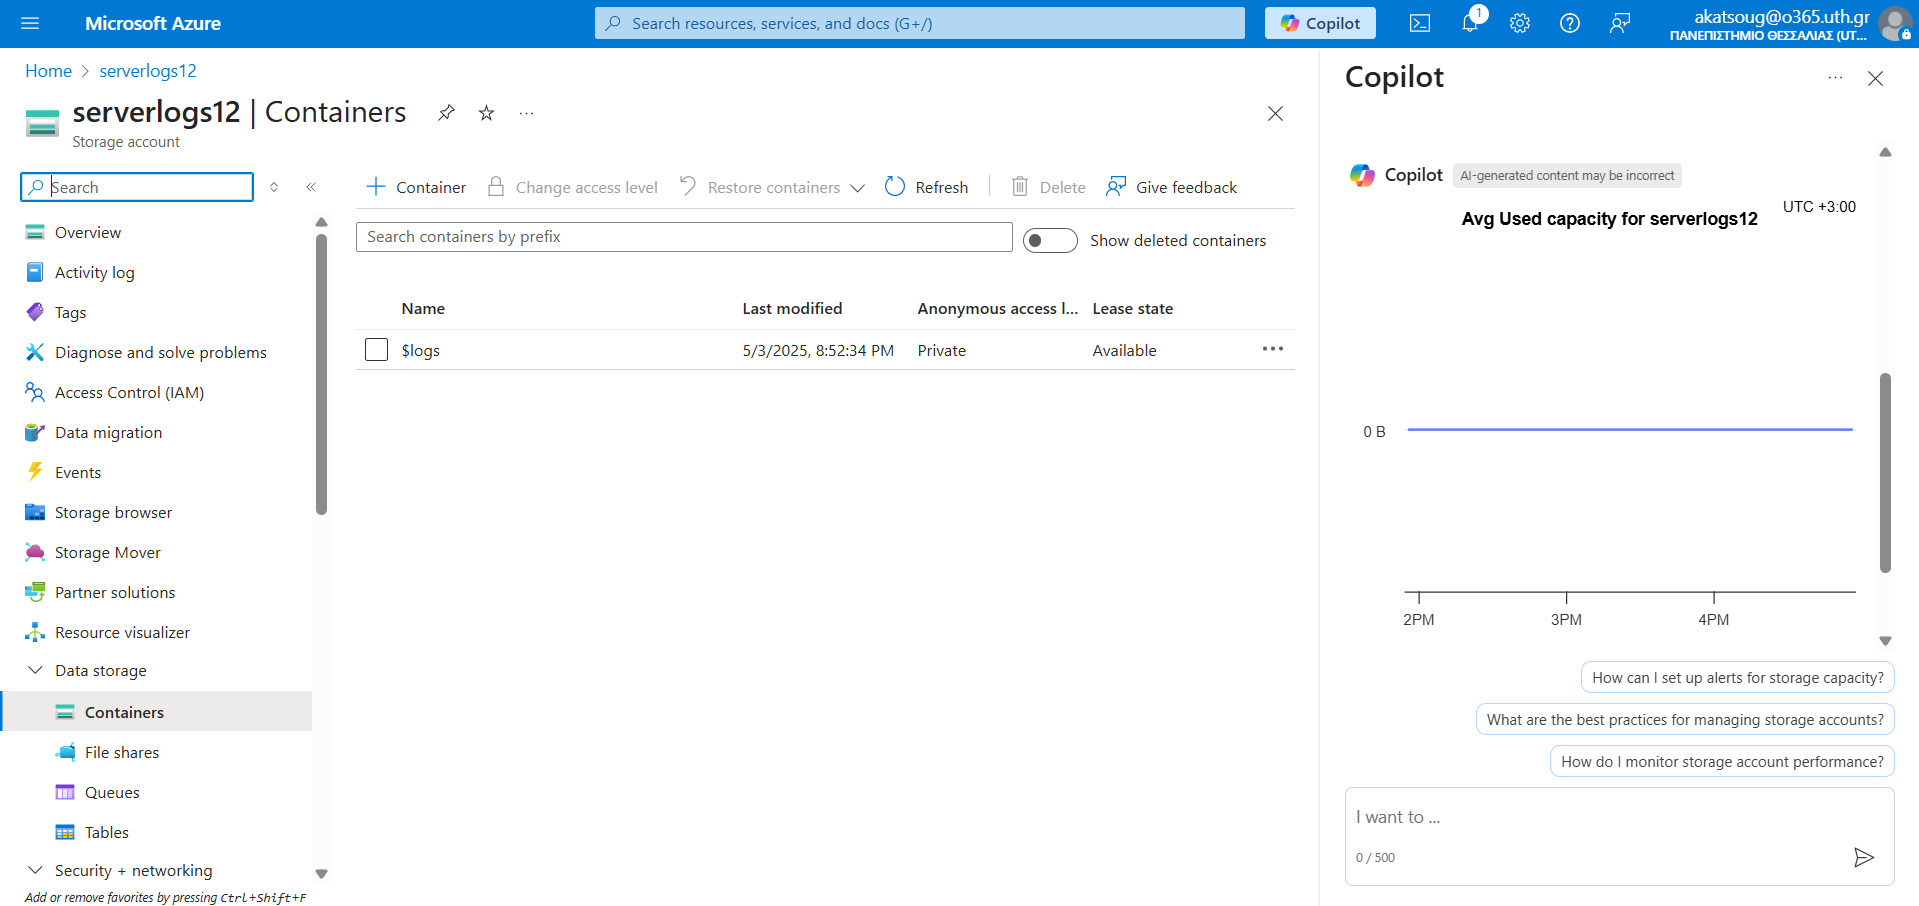 Microsoft Azure
Search resources, services, and docs (G+/)
Copilot
1
akatsoug@o365.uth.gr
ΠΑΝΕΠΙΣΤΗΜΙΟ ΘΕΣΣΑΛΙΑΣ (UT...
Home > serverlogs12
serverlogs12 | Containers
Storage account
Search
Overview
Activity log
Tags
Diagnose and solve problems
Access Control (IAM)
Data migration
Events
Storage browser
Storage Mover
Partner solutions
Resource visualizer
Data storage
Containers
File shares
Queues
Tables
Security + networking
Add or remove favorites by pressing Ctrl+Shift+F
Container
Change access level
Restore containers
Refresh
Delete
Give feedback
Search containers by prefix
Show deleted containers
Name Last modified Anonymous access l... Lease state
$logs 5/3/2025, 8:52:34 PM Private Available
Copilot
Copilot AI-generated content may be incorrect
Avg Used capacity for serverlogs12
UTC +3:00
0 B
2PM 3PM 4PM
How can I set up alerts for storage capacity?
What are the best practices for managing storage accounts?
How do I monitor storage account performance?
I want to ...
0 / 500